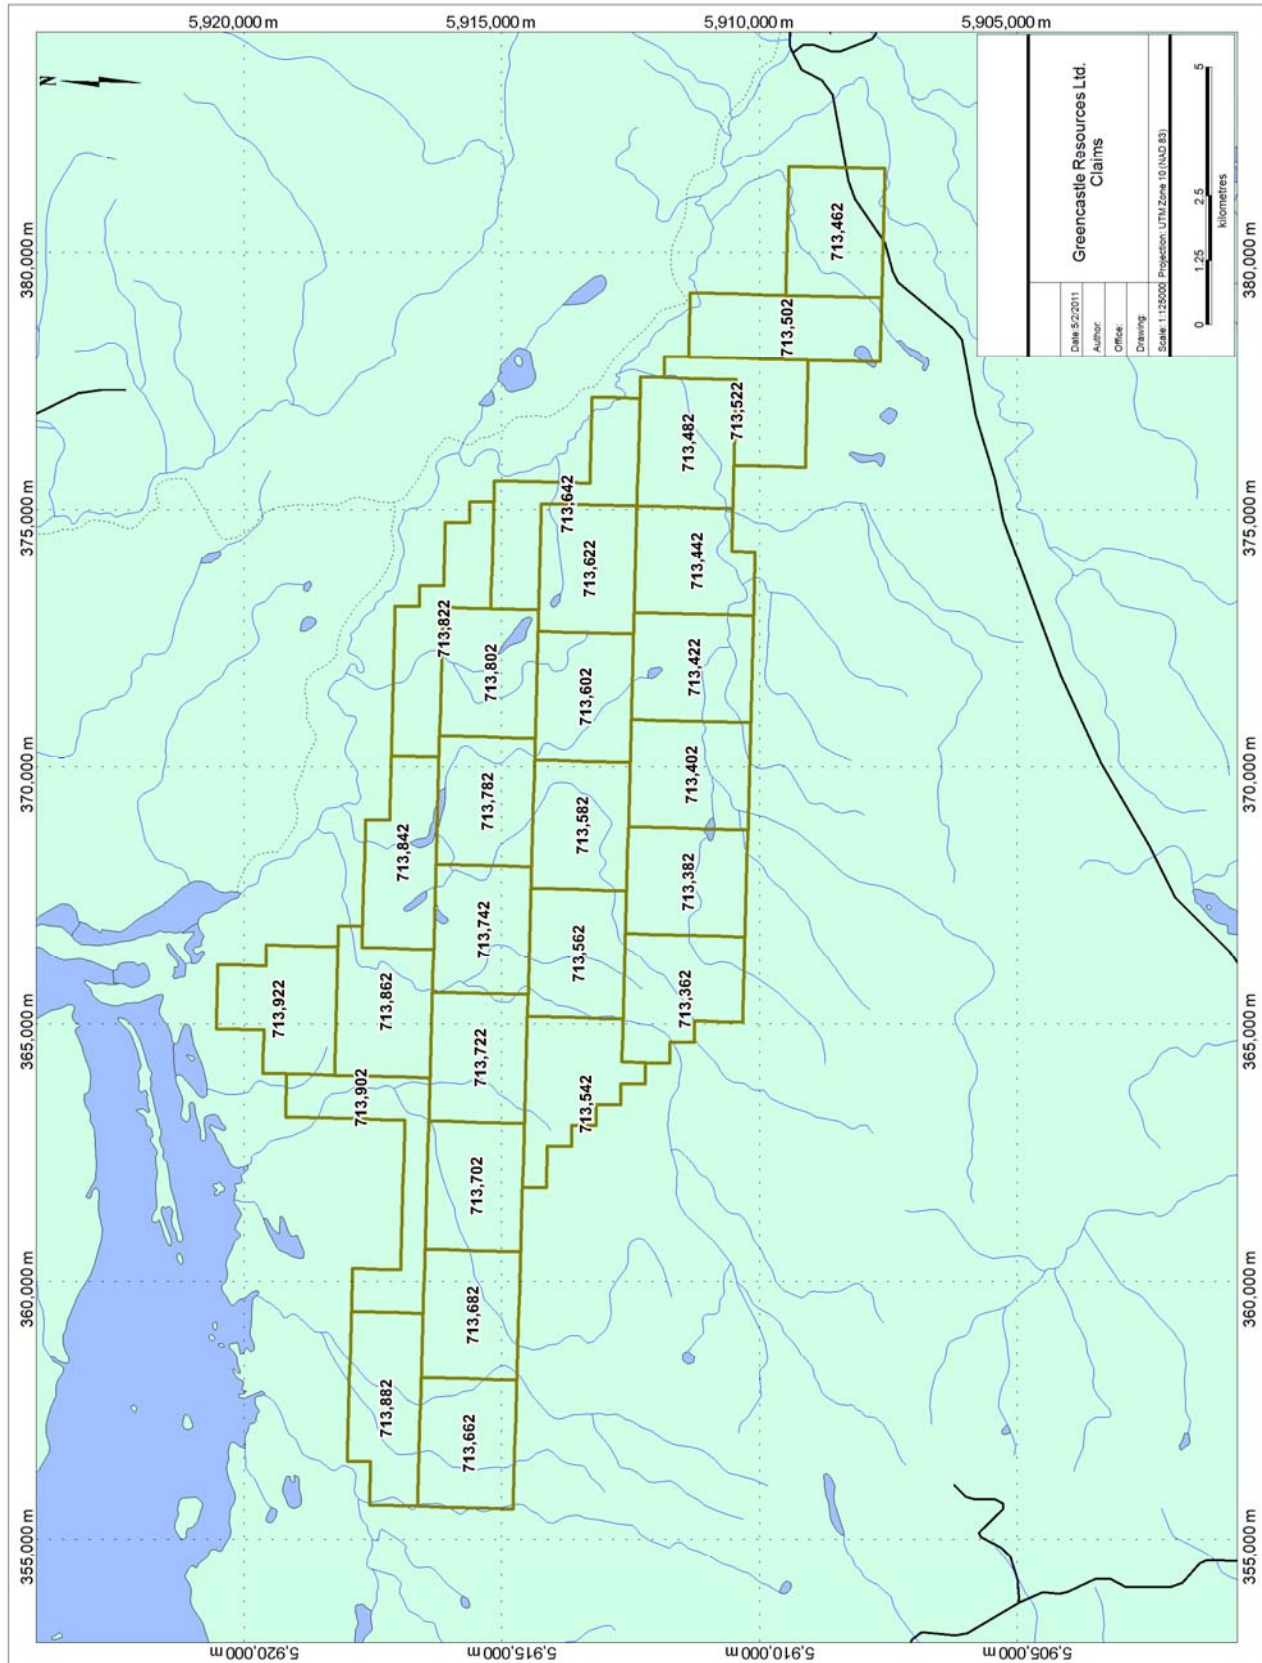 355,000 m
360,000 m
365,000 m
370,000 m
375,000 m
380,000 m
N
5,920,000 m
5,920,000 m
713,922
713,902
713,882
713,862
713,842
713,822
5,915,000 m
5,915,000 m
713,662
713,682
713,702
713,722
713,742
713,782
713,802
713,642
713,542
713,562
713,582
713,602
713,622
713,362
713,382
713,402
713,422
713,442
713,482
713,522
713,502
713,462
5,910,000 m
5,910,000 m
5,905,000 m
5,905,000 m
Greencastle Resources Ltd.
Claims
Date:5/2/2011
Author:
Office:
Drawing:
Scale: 1:125000
Projection: UTM Zone 10 (NAD 83)
0
1.25
2.5
5
kilometres
355,000 m
360,000 m
365,000 m
370,000 m
375,000 m
380,000 m